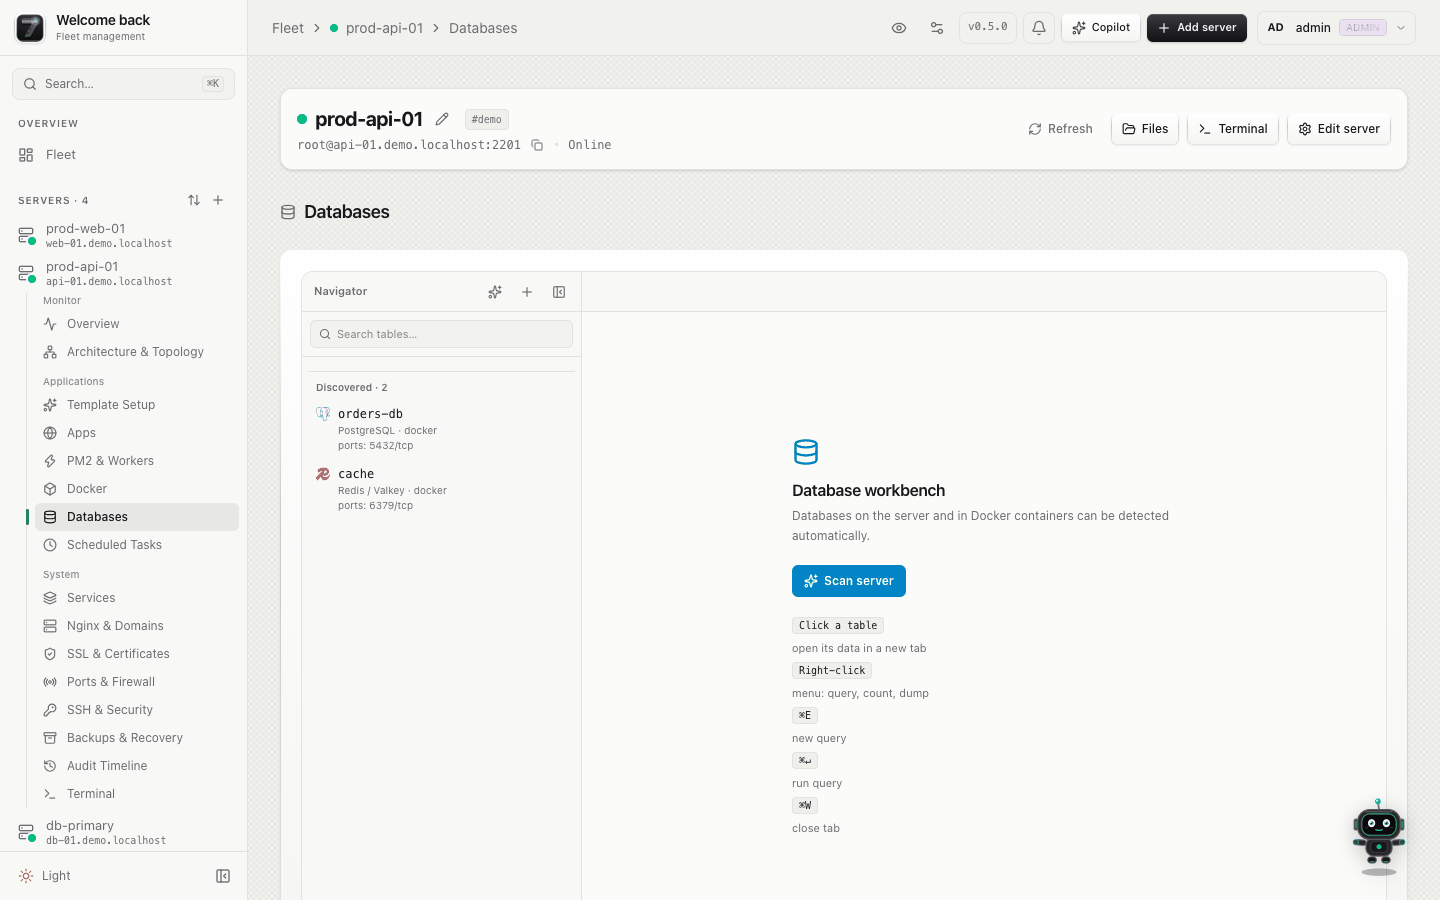 Welcome back
Fleet management
Search...
⌘K
OVERVIEW
Fleet
SERVERS · 4
prod-web-01
web-01.demo.localhost
prod-api-01
api-01.demo.localhost
Monitor
Overview
Architecture & Topology
Applications
Template Setup
Apps
PM2 & Workers
Docker
Databases
Scheduled Tasks
System
Services
Nginx & Domains
SSL & Certificates
Ports & Firewall
SSH & Security
Backups & Recovery
Audit Timeline
Terminal
db-primary
db-01.demo.localhost
Light
Fleet
prod-api-01
Databases
v0.5.0
Copilot
Add server
AD
admin
ADMIN
prod-api-01
#demo
root@api-01.demo.localhost:2201
Online
Refresh
Files
Terminal
Edit server
Databases
Navigator
Search tables...
Discovered · 2
orders-db
PostgreSQL · docker
ports: 5432/tcp
cache
Redis / Valkey · docker
ports: 6379/tcp
Database workbench
Databases on the server and in Docker containers can be detected
automatically.
Scan server
Click a table
open its data in a new tab
Right-click
menu: query, count, dump
⌘E
new query
⌘↵
run query
⌘W
close tab